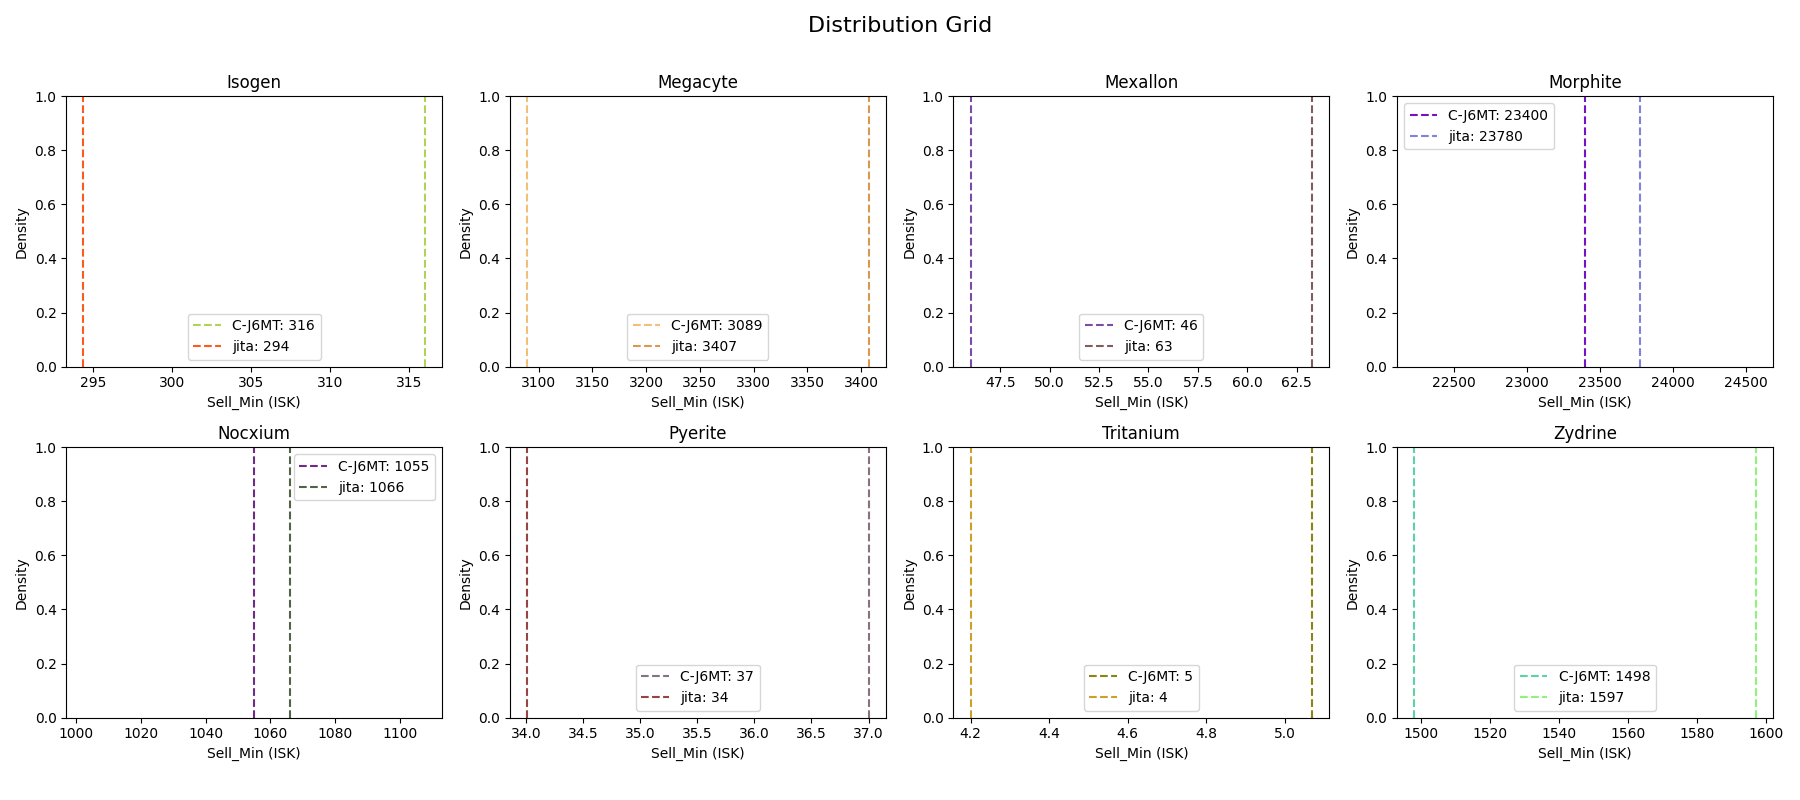 Distribution Grid
Isogen
1.0
0.8
0.6
0.4
0.2
0.0
Density
C-J6MT: 316
jita: 294
295 300 305 310 315
Sell_Min (ISK)
Megacyte
1.0
0.8
0.6
0.4
0.2
0.0
Density
C-J6MT: 3089
jita: 3407
3100 3150 3200 3250 3300 3350 3400
Sell_Min (ISK)
Mexallon
1.0
0.8
0.6
0.4
0.2
0.0
Density
C-J6MT: 46
jita: 63
47.5 50.0 52.5 55.0 57.5 60.0 62.5
Sell_Min (ISK)
Morphite
1.0
0.8
0.6
0.4
0.2
0.0
Density
C-J6MT: 23400
jita: 23780
22500 23000 23500 24000 24500
Sell_Min (ISK)
Nocxium
1.0
0.8
0.6
0.4
0.2
0.0
Density
C-J6MT: 1055
jita: 1066
1000 1020 1040 1060 1080 1100
Sell_Min (ISK)
Pyerite
1.0
0.8
0.6
0.4
0.2
0.0
Density
C-J6MT: 37
jita: 34
34.0 34.5 35.0 35.5 36.0 36.5 37.0
Sell_Min (ISK)
Tritanium
1.0
0.8
0.6
0.4
0.2
0.0
Density
C-J6MT: 5
jita: 4
4.2 4.4 4.6 4.8 5.0
Sell_Min (ISK)
Zydrine
1.0
0.8
0.6
0.4
0.2
0.0
Density
C-J6MT: 1498
jita: 1597
1500 1520 1540 1560 1580 1600
Sell_Min (ISK)